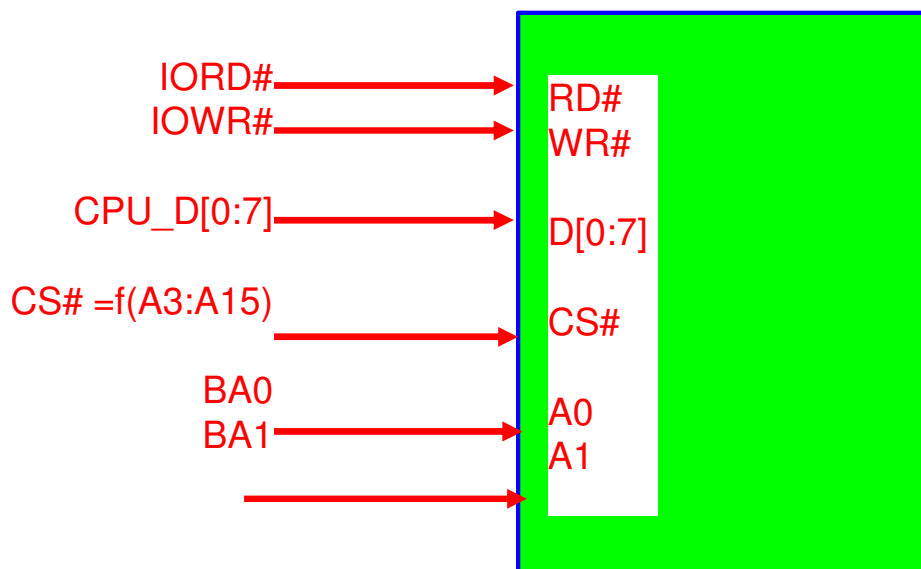 IORD#
IOWR#
CPU_D[0:7]
CS# =f(A3:A15)
BA0
BA1
RD#
WR#
D[0:7]
CS#
A0
A1